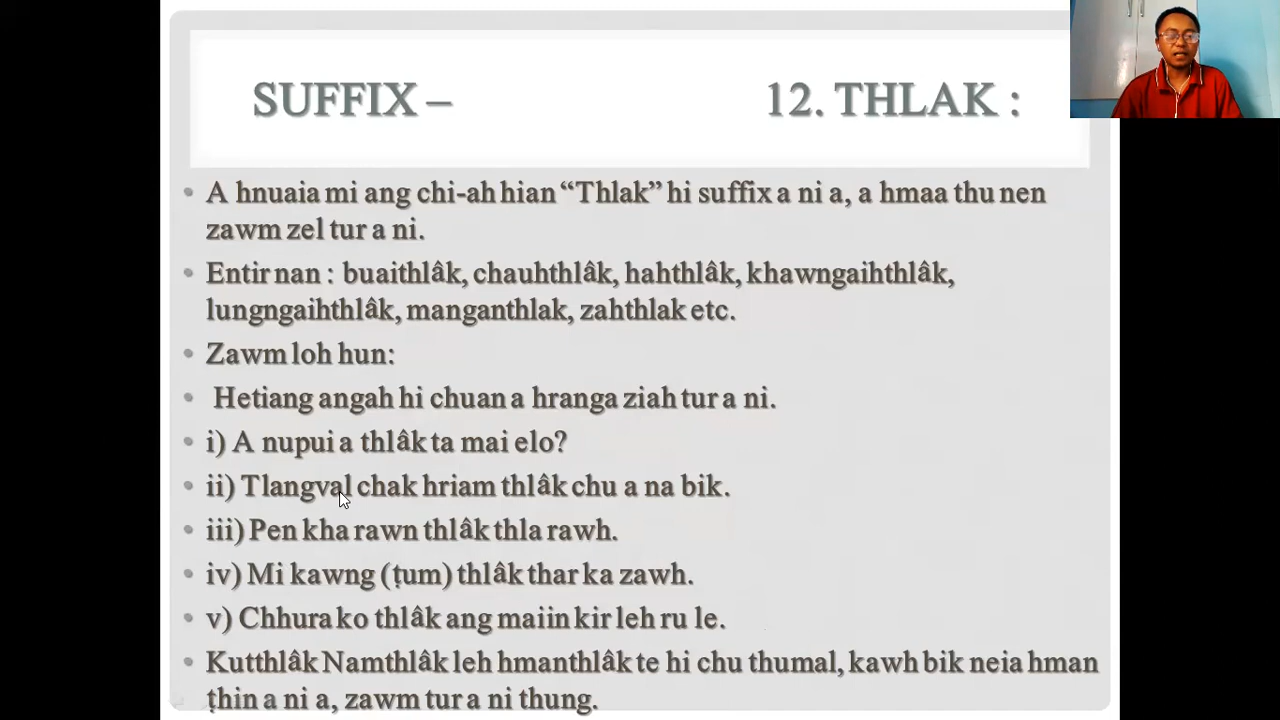 SUFFIX – 12. THLAK :
• A hnuaia mi ang chi-ah hian “Thlak” hi suffix a ni a, a hmaa thu nen
zawm zel tur a ni.
• Entir nan : buaithlâk, chauhthlâk, hahthlâk, khawngaihthlâk,
lungngaihthlâk, manganthlak, zahthlak etc.
• Zawm loh hun:
• Hetiang angah hi chuan a hranga ziah tur a ni.
• i) A nupui a thlâk ta mai elo?
• ii) Tlangval chak hriam thlâk chu a na bik.
• iii) Pen kha rawn thlâk thla rawh.
• iv) Mi kawng (ṭum) thlâk thar ka zawh.
• v) Chhura ko thlâk ang maiin kir leh ru le.
• Kutthlâk Namthlâk leh hmanthlâk te hi chu thumal, kawh bik neia hman
ṭhin a ni a, zawm tur a ni thung.